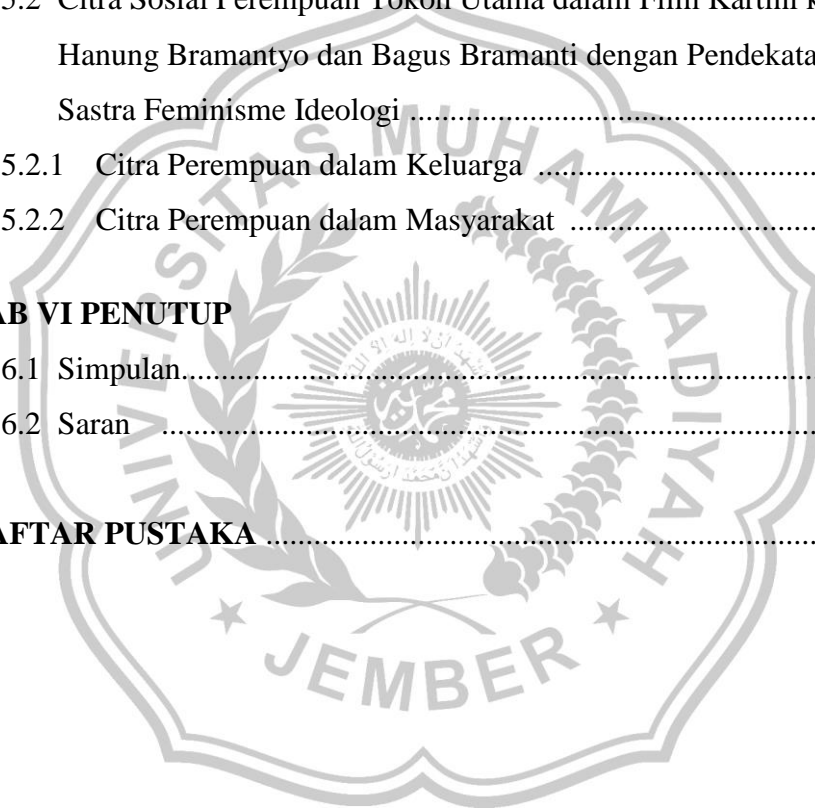 5.2 Citra Sosial Perempuan Tokoh Utama dalam Film Kartini k
Hanung Bramantyo dan Bagus Bramanti dengan Pendekata
Sastra Feminisme Ideologi ................................................
5.2.1 Citra Perempuan dalam Keluarga ................................
5.2.2 Citra Perempuan dalam Masyarakat ............................
AB VI PENUTUP
6.1 Simpulan........................................................................
6.2 Saran ........................................................................
AFTAR PUSTAKA ................................................................
UNIVERSITAS MUHAMMADIYAH
JEMBER